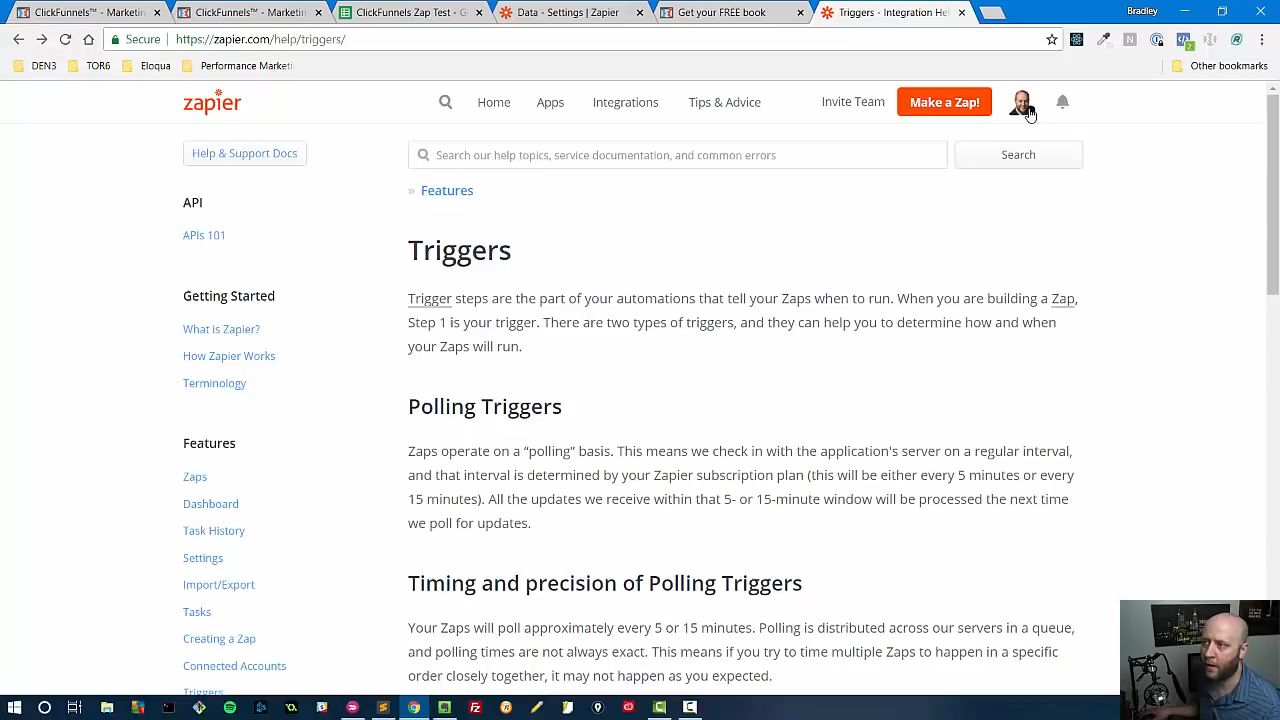 ClickFunnels™ - Marketin
ClickFunnels™ - Marketin
ClickFunnels Zap Test - G
Data - Settings | Zapier
Get your FREE book
Triggers - Integration He
Bradley
Secure
https://zapier.com/help/triggers/
DEN3
TOR6
Eloqua
Performance Marketi
Other bookmarks
zapier
Home
Apps
Integrations
Tips & Advice
Invite Team
Make a Zap!
Help & Support Docs
Search our help topics, service documentation, and common errors
Search
» Features
API
APIs 101
Getting Started
What is Zapier?
How Zapier Works
Terminology
Features
Zaps
Dashboard
Task History
Settings
Import/Export
Tasks
Creating a Zap
Connected Accounts
Triggers
Triggers
Trigger steps are the part of your automations that tell your Zaps when to run. When you are building a Zap,
Step 1 is your trigger. There are two types of triggers, and they can help you to determine how and when
your Zaps will run.
Polling Triggers
Zaps operate on a “polling” basis. This means we check in with the application's server on a regular interval,
and that interval is determined by your Zapier subscription plan (this will be either every 5 minutes or every
15 minutes). All the updates we receive within that 5- or 15-minute window will be processed the next time
we poll for updates.
Timing and precision of Polling Triggers
Your Zaps will poll approximately every 5 or 15 minutes. Polling is distributed across our servers in a queue,
and polling times are not always exact. This means if you try to time multiple Zaps to happen in a specific
order closely together, it may not happen as you expected.